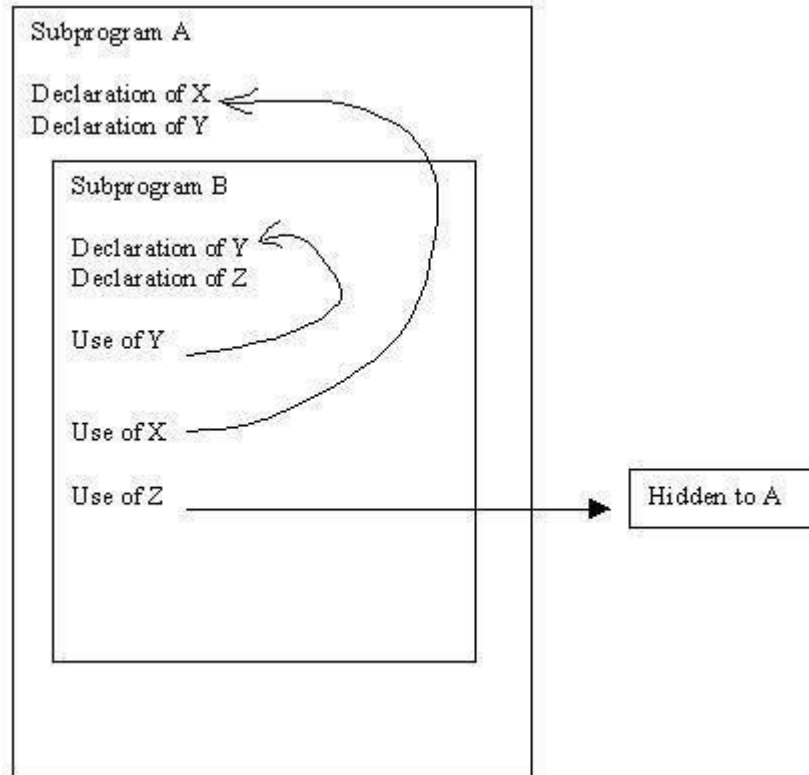 Subprogram A
Declaration of X
Declaration of Y
Subprogram B
Declaration of Y
Declaration of Z
Use of Y
Use of X
Use of Z
Hidden to A